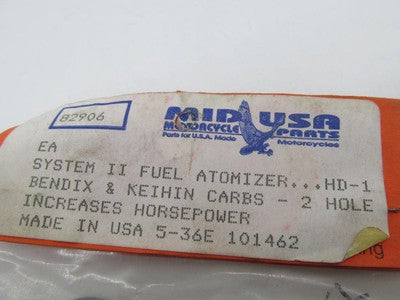 82906
MID USA
MOTORCYCLE PARTS
Parts for U.S.A. Made Motorcycles
EA
SYSTEM II FUEL ATOMIZER...HD-1
BENDIX & KEIHIN CARBS - 2 HOLE
INCREASES HORSEPOWER
MADE IN USA 5-36E 101462